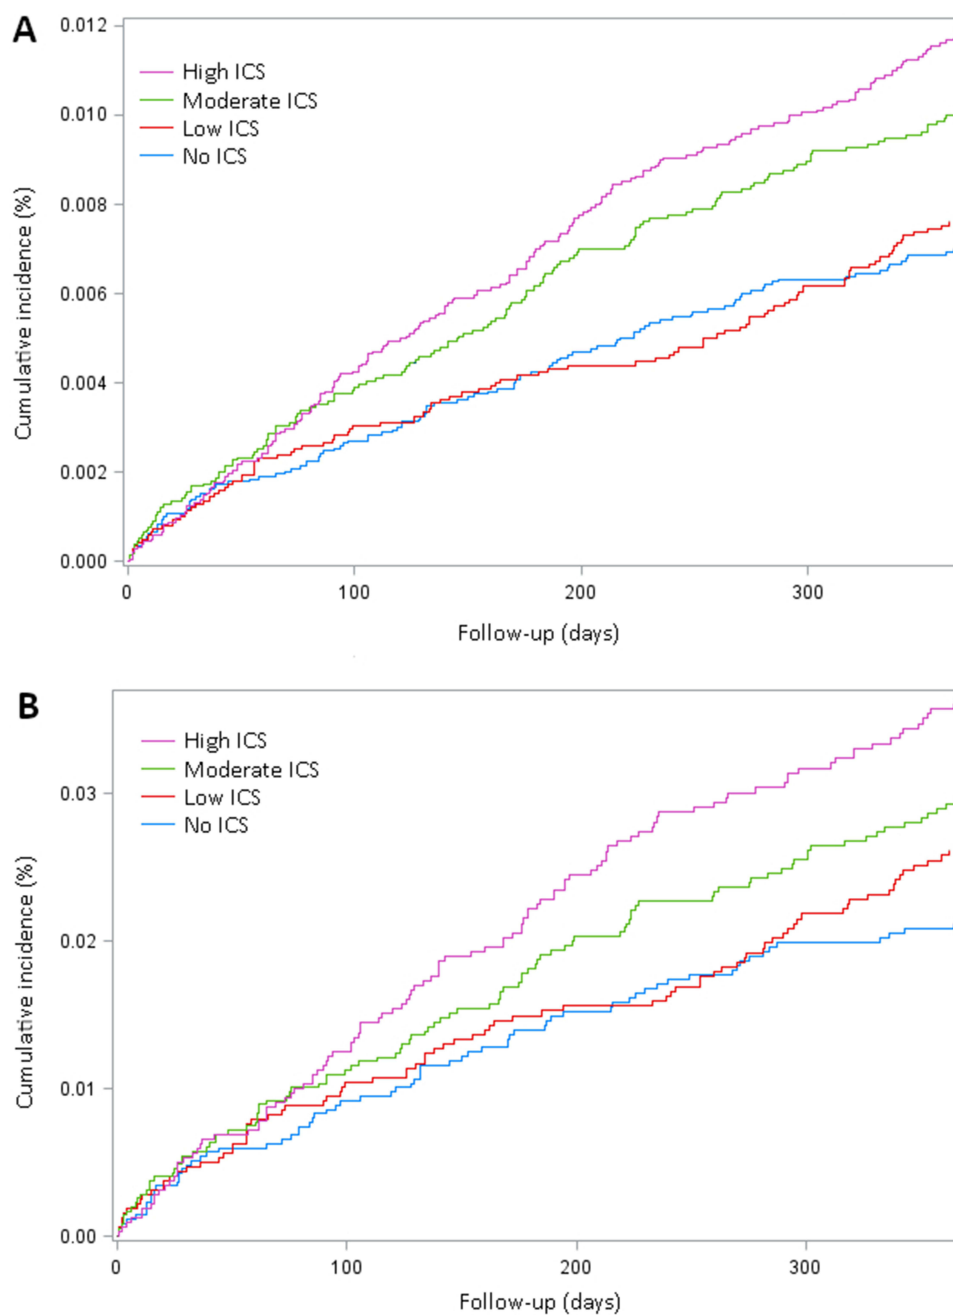 A
0.012
0.010
0.008
0.006
0.004
0.002
0.000
Cumulative incidence (%)
High ICS
Moderate ICS
Low ICS
No ICS
0
100
200
300
Follow-up (days)
B
0.03
0.02
0.01
0.00
Cumulative incidence (%)
High ICS
Moderate ICS
Low ICS
No ICS
0
100
200
300
Follow-up (days)